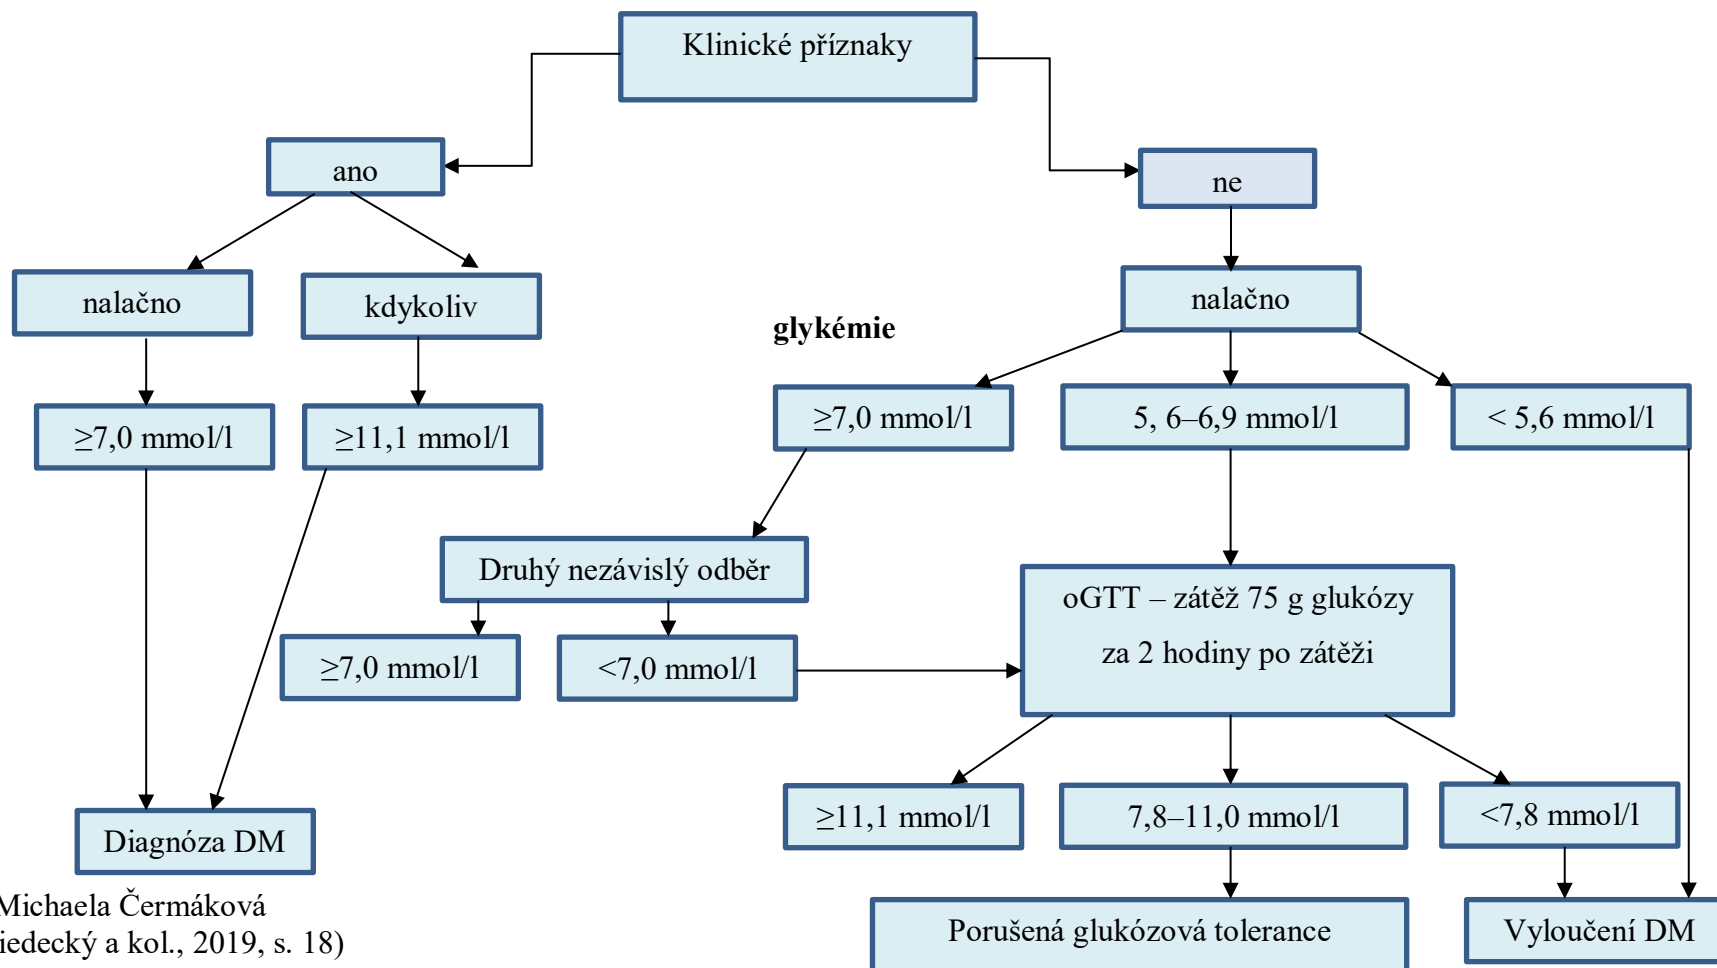 Klinické příznaky
ano
ne
nalačno
kdykoliv
nalačno
glykémie
≥7,0 mmol/l
≥11,1 mmol/l
≥7,0 mmol/l
5, 6–6,9 mmol/l
< 5,6 mmol/l
Druhý nezávislý odběr
≥7,0 mmol/l
<7,0 mmol/l
oGTT – zátěž 75 g glukózy
za 2 hodiny po zátěži
≥11,1 mmol/l
7,8–11,0 mmol/l
<7,8 mmol/l
Diagnóza DM
Porušená glukózová tolerance
Vyloučení DM
Michaela Čermáková
iedecký a kol., 2019, s. 18)